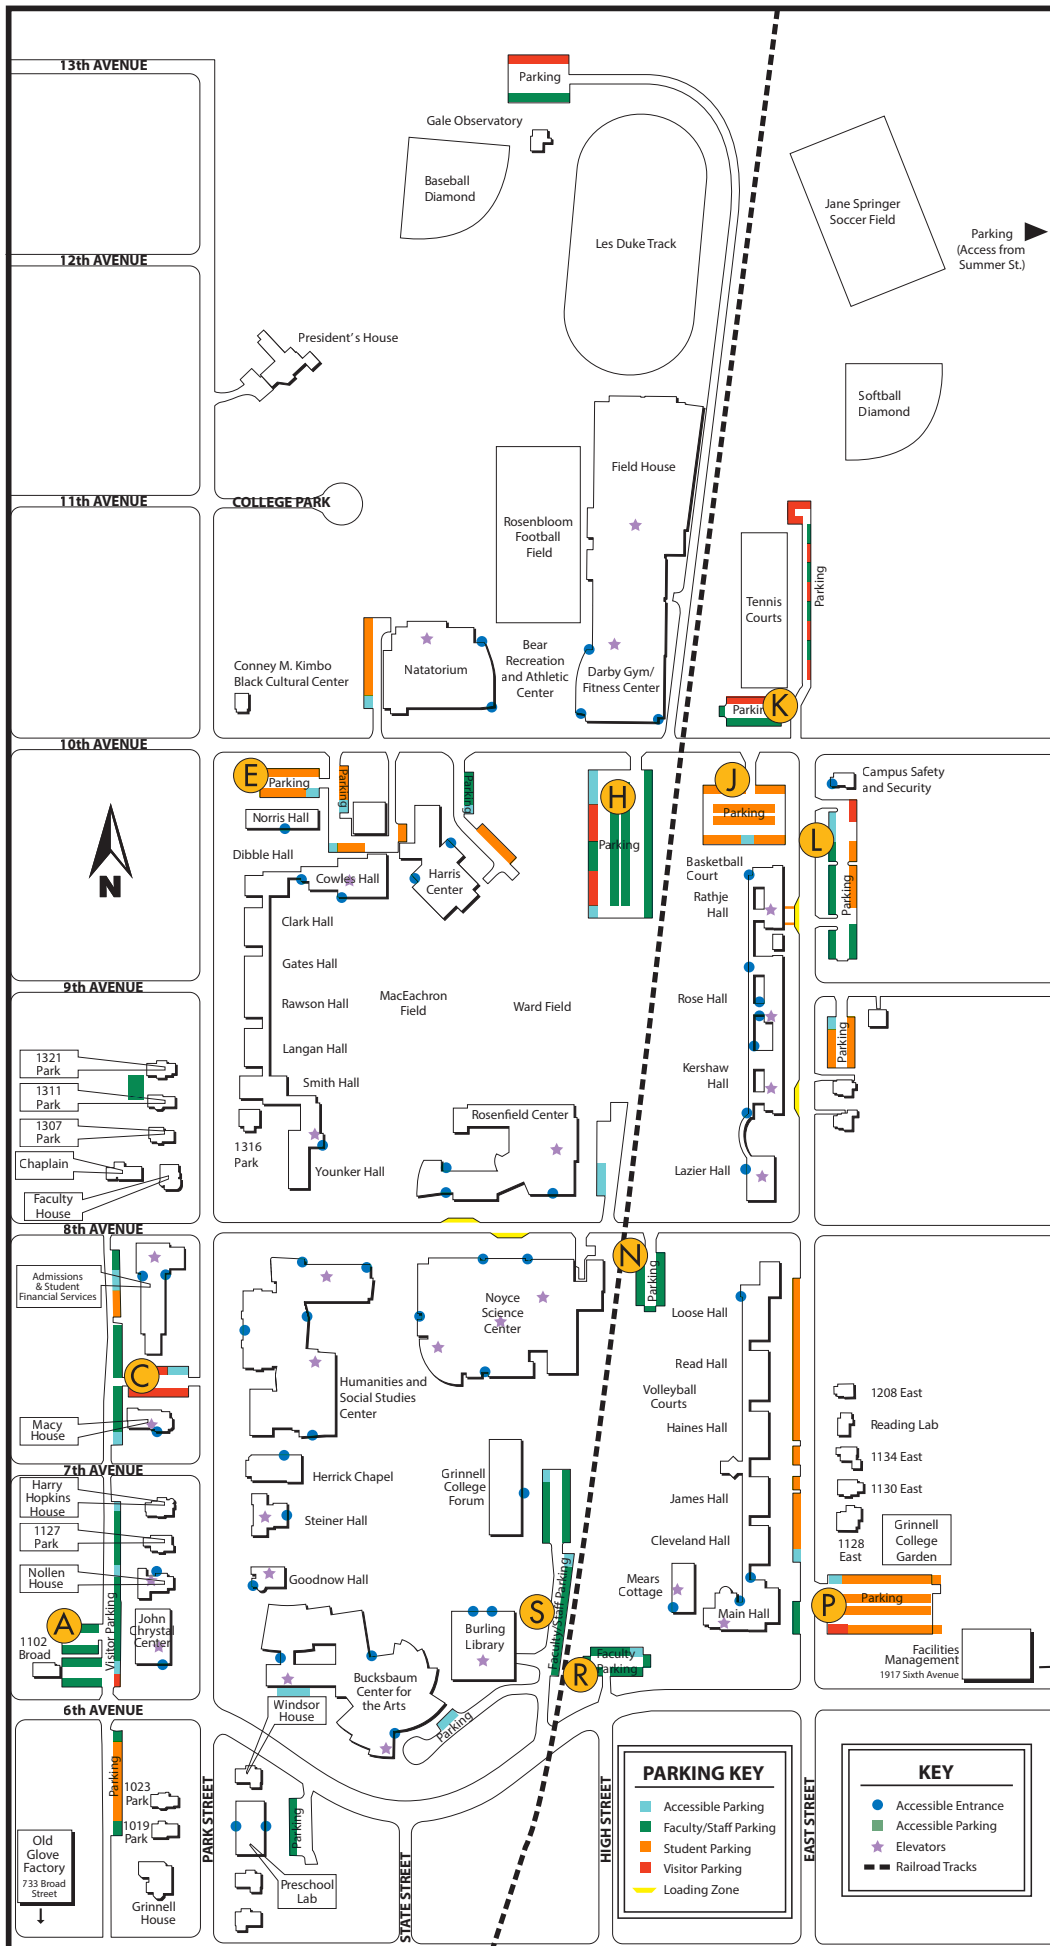 13th AVENUE
Parking
Gale Observatory
Baseball
Diamond
Les Duke Track
Jane Springer
Soccer Field
Parking
(Access from
Summer St.)
12th AVENUE
President's House
Softball
Diamond
Field House
11th AVENUE
COLLEGE PARK
Rosenbloom
Football
Field
Tennis
Courts
Parking
Conney M. Kimbo
Black Cultural Center
Natatorium
Bear
Recreation
and Athletic
Center
Darby Gym/
Fitness Center
Parking
K
10th AVENUE
E
Parking
Parking
Parking
H
Parking
J
Parking
Campus Safety
and Security
L
Parking
Norris Hall
Dibble Hall
Cowles Hall
Harris
Center
Basketball
Court
Rathje
Hall
N
Clark Hall
Gates Hall
Rawson Hall
MacEachron
Field
Ward Field
Rose Hall
9th AVENUE
Parking
Langan Hall
Smith Hall
Kershaw
Hall
1321
Park
1311
Park
1307
Park
Chaplain
Faculty
House
1316
Park
Younker Hall
Rosenfield Center
Lazier Hall
8th AVENUE
Admissions
& Student
Financial Services
N
Parking
Noyce
Science
Center
Loose Hall
Read Hall
C
Humanities and
Social Studies
Center
Volleyball
Courts
Haines Hall
1208 East
Reading Lab
1134 East
1130 East
1128
East
Grinnell
College
Garden
Macy
House
7th AVENUE
Herrick Chapel
Grinnell
College
Forum
James Hall
Harry
Hopkins
House
1127
Park
Nollen
House
Steiner Hall
Cleveland Hall
Goodnow Hall
Mears
Cottage
Main Hall
P
Parking
A
1102
Broad
Visitor Parking
John
Chrystal
Center
S
Faculty/Staff Parking
Burling
Library
R
Faculty
Parking
Facilities
Management
1917 Sixth Avenue
Bucksbaum
Center for
the Arts
Windsor
House
Parking
6th AVENUE
Parking
1023
Park
1019
Park
Old
Glove
Factory
733 Broad
Street
Grinnell
House
PARK STREET
Parking
Preschool
Lab
STATE STREET
HIGH STREET
EAST STREET
PARKING KEY
Accessible Parking
Faculty/Staff Parking
Student Parking
Visitor Parking
Loading Zone
KEY
Accessible Entrance
Accessible Parking
Elevators
Railroad Tracks